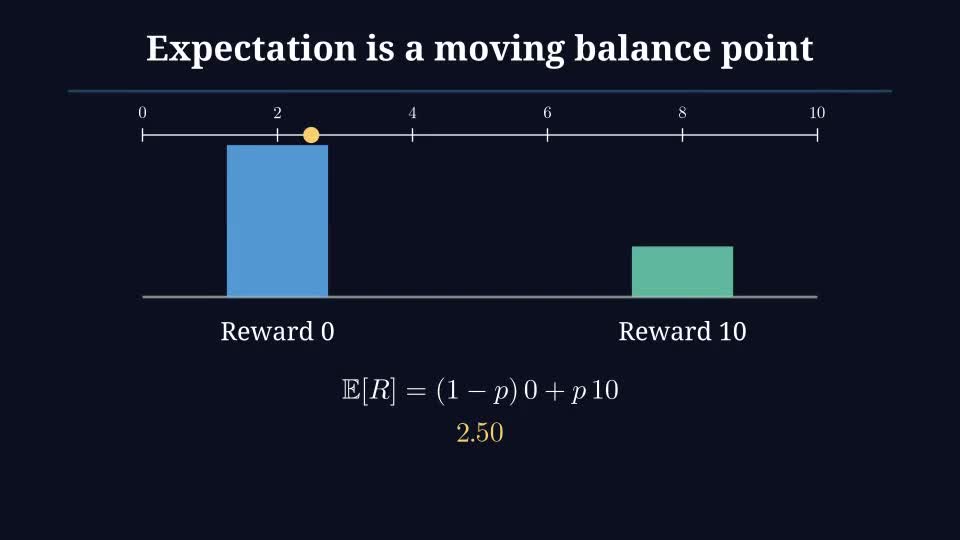 Expectation is a moving balance point
0 2 4 6 8 10
Reward 0 Reward 10
𝔼[R] = (1 − p) 0 + p 10
2.50